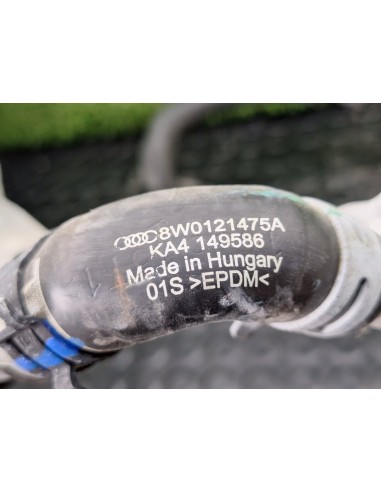 8W0121475A
KA4 149586
Made in Hungary
01S >EPDM<